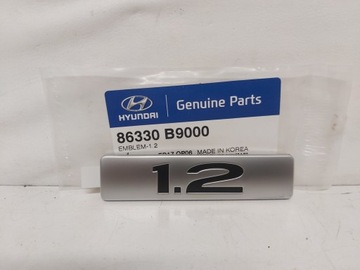 HYUNDAI
Genuine Parts
86330 B9000
EMBLEM-1.2
MADE IN KOREA
1.2